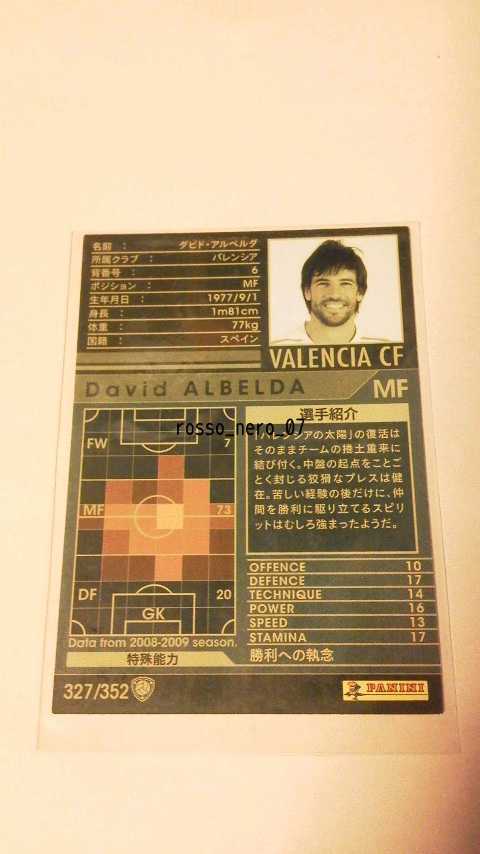 名前 : ダビド・アルベルダ
所属クラブ : バレンシア
背番号 : 6
ポジション : MF
生年月日 : 1977/9/1
身長 : 1m81cm
体重 : 77kg
国籍 : スペイン
VALENCIA CF
David ALBELDA MF
FW 7
MF 73
DF 20
GK
Data from 2008-2009 season.
選手紹介
rosso_nero_07
「バレンシアの太陽」の復活は
そのままチームの捲土重来に
結び付く。中盤の起点をことご
とく封じる狡猾なプレスは健
在。苦しい経験の後だけに、仲
間を勝利に駆り立てるスピリ
ットはむしろ強まったようだ。
OFFENCE 10
DEFENCE 17
TECHNIQUE 14
POWER 16
SPEED 13
STAMINA 17
特殊能力 勝利への執念
327/352
PANINI